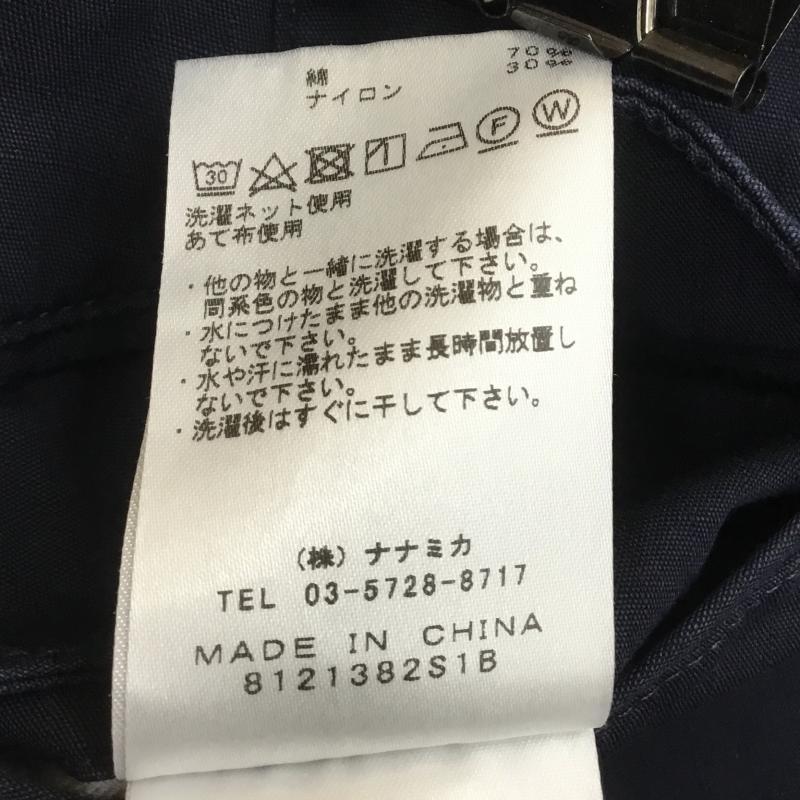 綿 70%
ナイロン 30%
30 1 F W
洗濯ネット使用
あて布使用
・他の物と一緒に洗濯する場合は、
同系色の物と洗濯して下さい。
・水につけたまま他の洗濯物と重ね
ないで下さい。
・水や汗に濡れたまま長時間放置し
ないで下さい。
・洗濯後はすぐに干して下さい。
(株) ナナミカ
TEL 03-5728-8717
MADE IN CHINA
8121382S1B